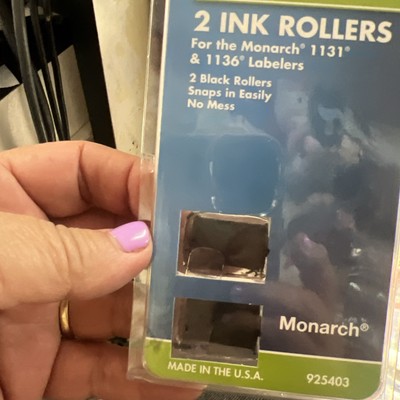 2 INK ROLLERS
For the Monarch® 1131®
& 1136® Labelers
2 Black Rollers
Snaps in Easily
No Mess
Monarch®
MADE IN THE U.S.A. 925403